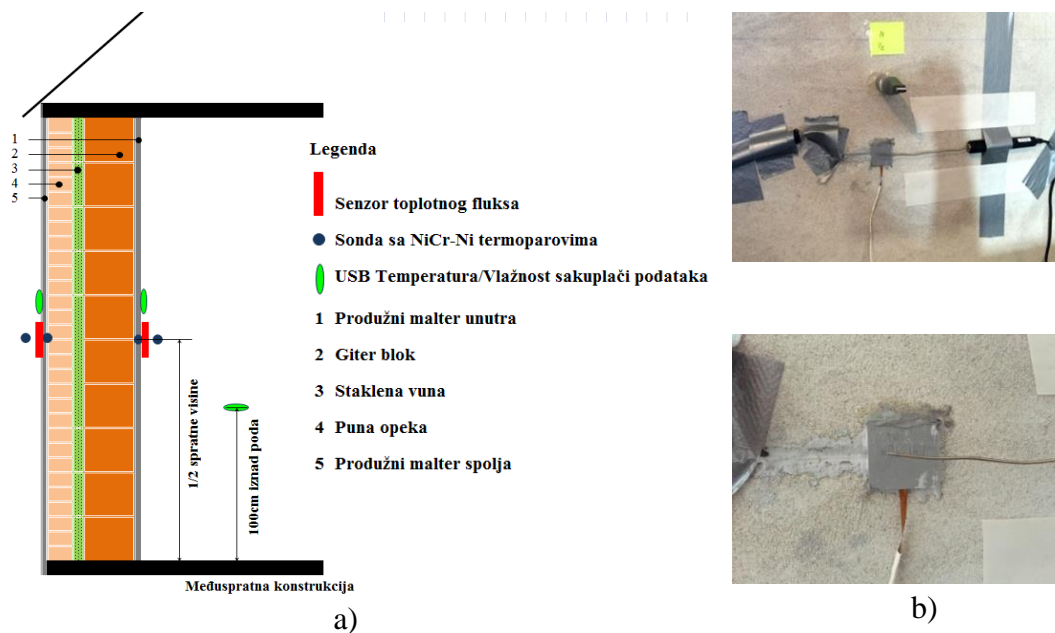 1
2
3
4
5
Legenda
Senzor toplotnog fluksa
Sonda sa NiCr-Ni termoparovima
USB Temperatura/Vlažnost sakuplači podataka
1 Produžni malter unutra
2 Giter blok
3 Staklena vuna
4 Puna opeka
5 Produžni malter spolja
1/2 spratne visine
100cm iznad poda
Međuspratna konstrukcija
a)
b)